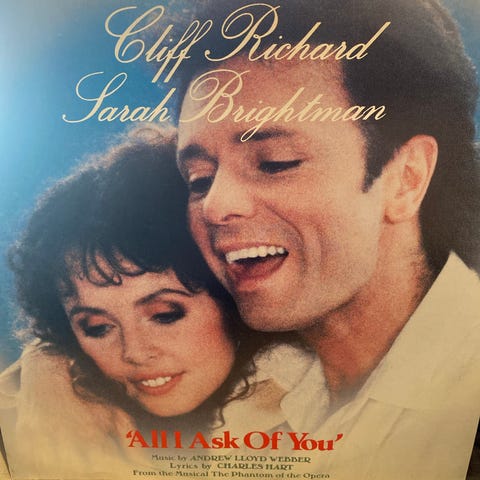 Cliff Richard
Sarah Brightman
'All I Ask Of You'
Music by ANDREW LLOYD WEBBER
Lyrics by CHARLES HART
From the Musical The Phantom of the Opera